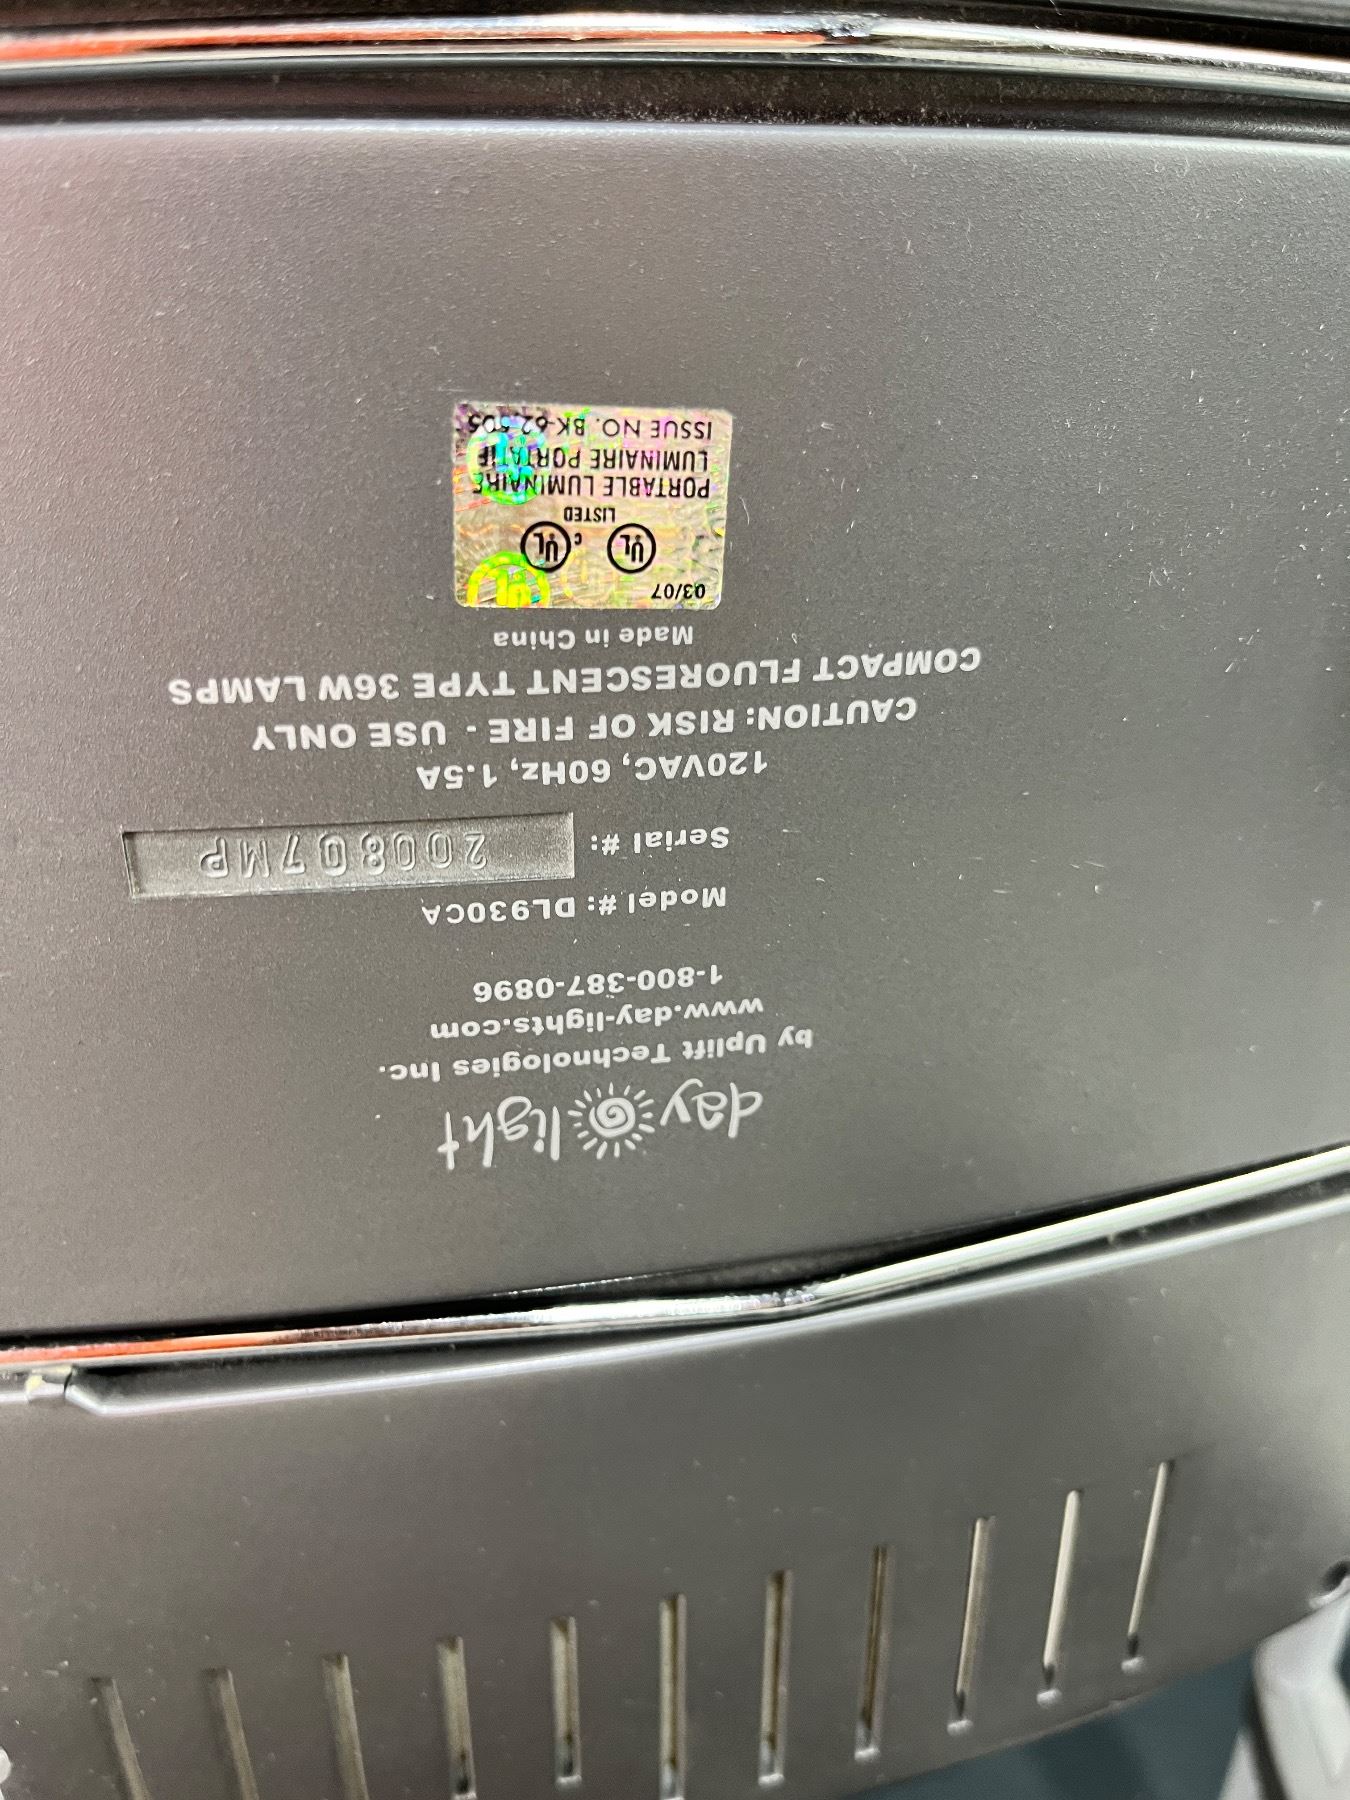 day light
by Uplift Technologies Inc.
www.day-lights.com
1-800-387-0896
Model #: DL930CA
Serial #: 200807MP
120VAC, 60Hz, 1.5A
CAUTION: RISK OF FIRE - USE ONLY
COMPACT FLUORESCENT TYPE 36W LAMPS
Made in China
03/07
UL c UL
LISTED
PORTABLE LUMINAIRE
LUMINAIRE PORTATIF
ISSUE NO.